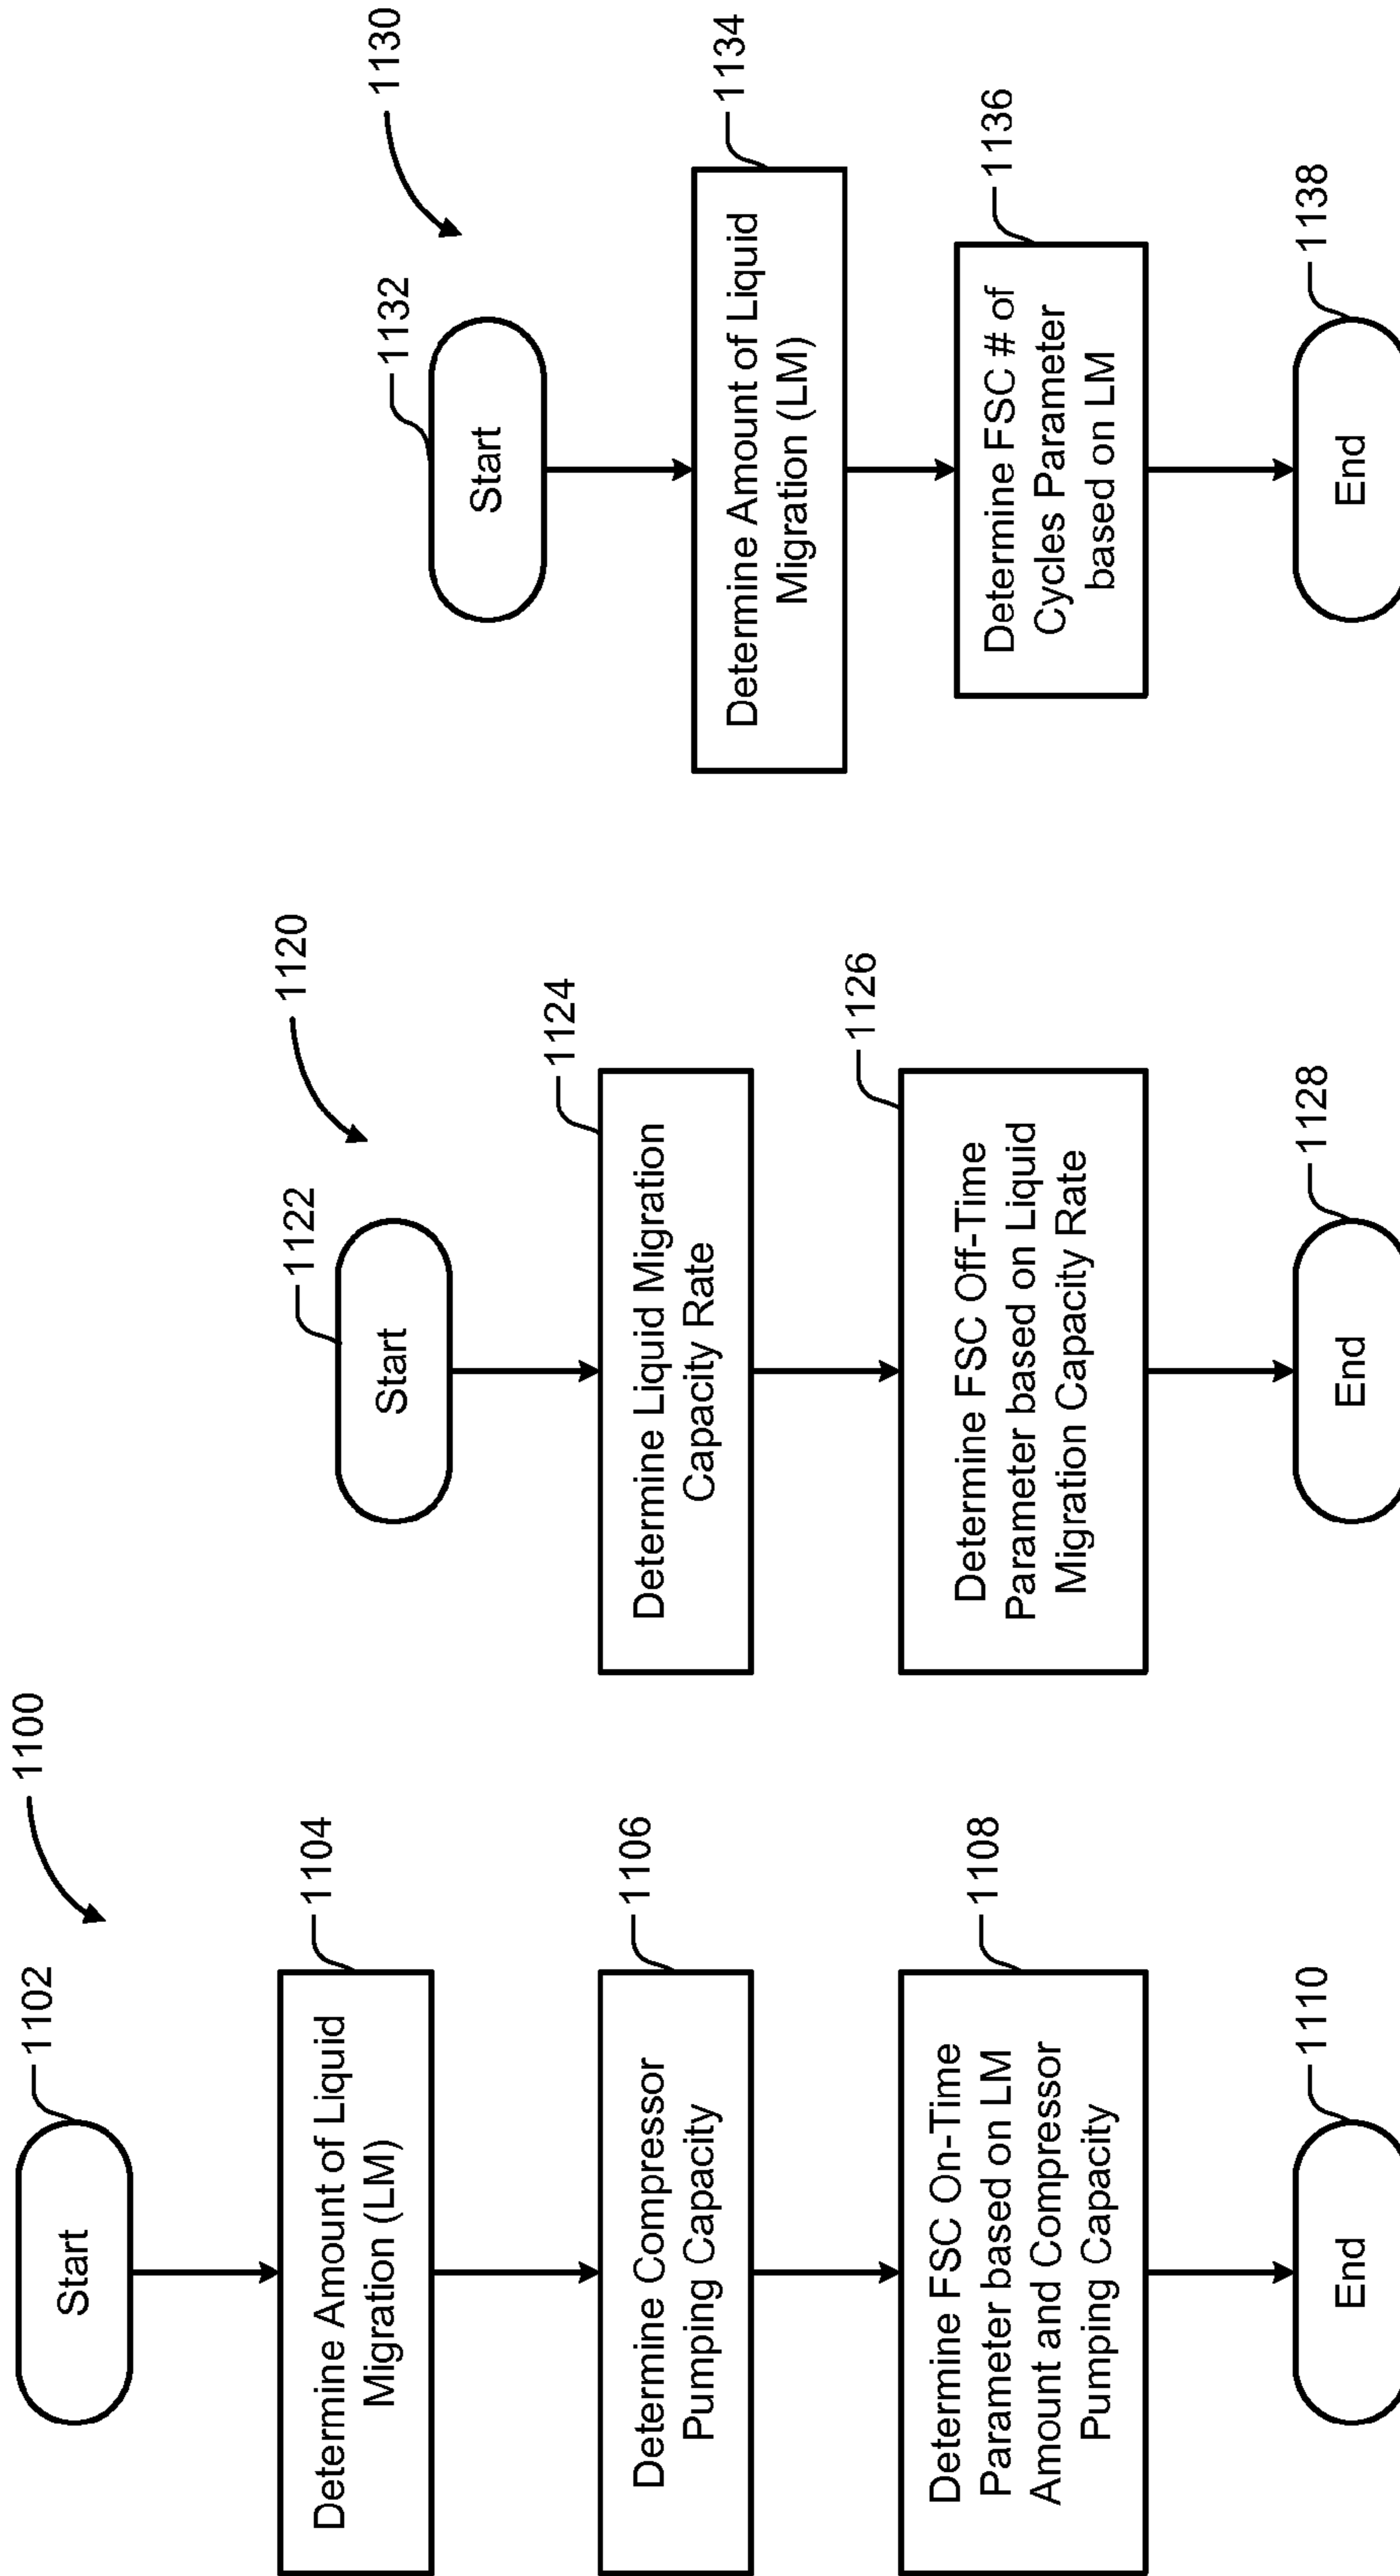 1100
1102
Start
1104
Determine Amount of Liquid
Migration (LM)
1106
Determine Compressor
Pumping Capacity
1108
Determine FSC On-Time
Parameter based on LM
Amount and Compressor
Pumping Capacity
1110
End
1120
1122
Start
1124
Determine Liquid Migration
Capacity Rate
1126
Determine FSC Off-Time
Parameter based on Liquid
Migration Capacity Rate
1128
End
1130
1132
Start
1134
Determine Amount of Liquid
Migration (LM)
1136
Determine FSC # of
Cycles Parameter
based on LM
1138
End